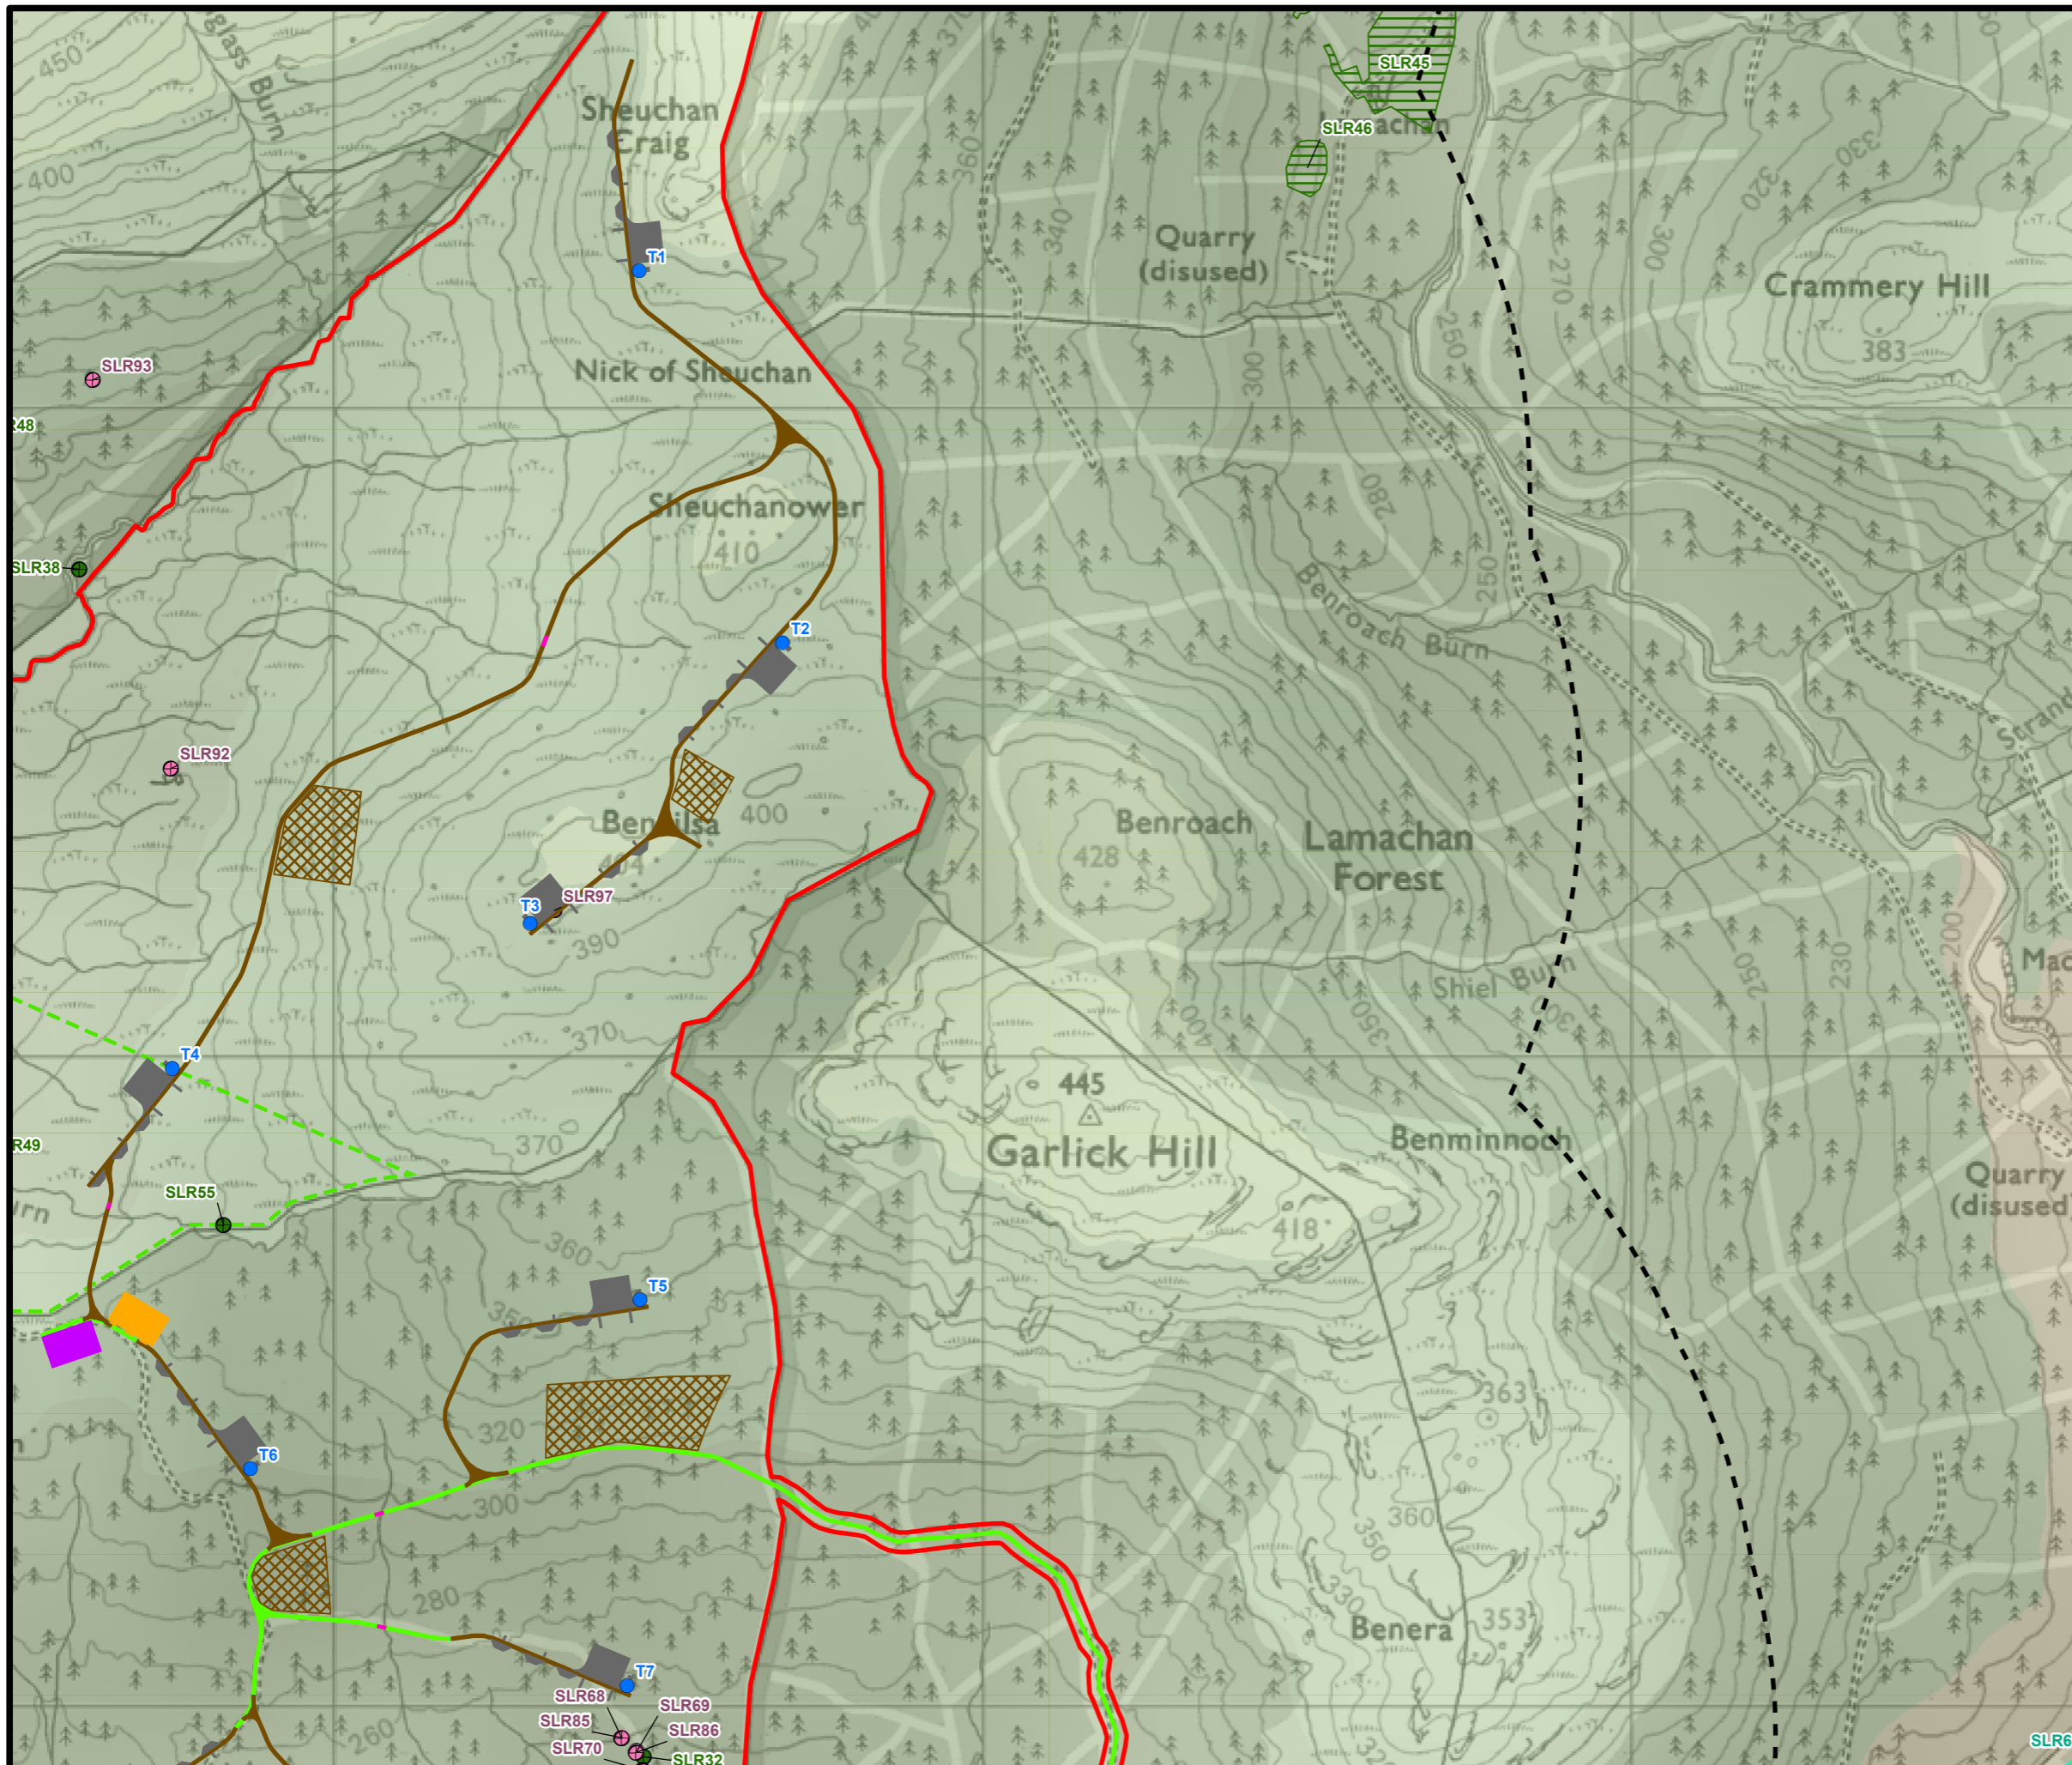 450
Burn
400
Sheuchan
Craig
370
SLR45
SLR46
360
340
Quarry
(disused)
T1
330
320
300
270
250
Crammery Hill
383
SLR93
Nick of Sheuchan
300
280
Sheuchanower
410
SLR38
250
Benroach Burn
T2
SLR92
400
Benroach
428
Lamachan
Forest
T3
SLR97
390
200
250
230
Shiel Burn
370
400
350
T4
445
Garlick Hill
370
Benminnoch
Quarry
(disused
SLR55
418
360
T5
350
363
320
T6
300
360
350
330
280
353
Benera
T7
SLR68
SLR69
SLR85
SLR86
SLR70
SLR32
260